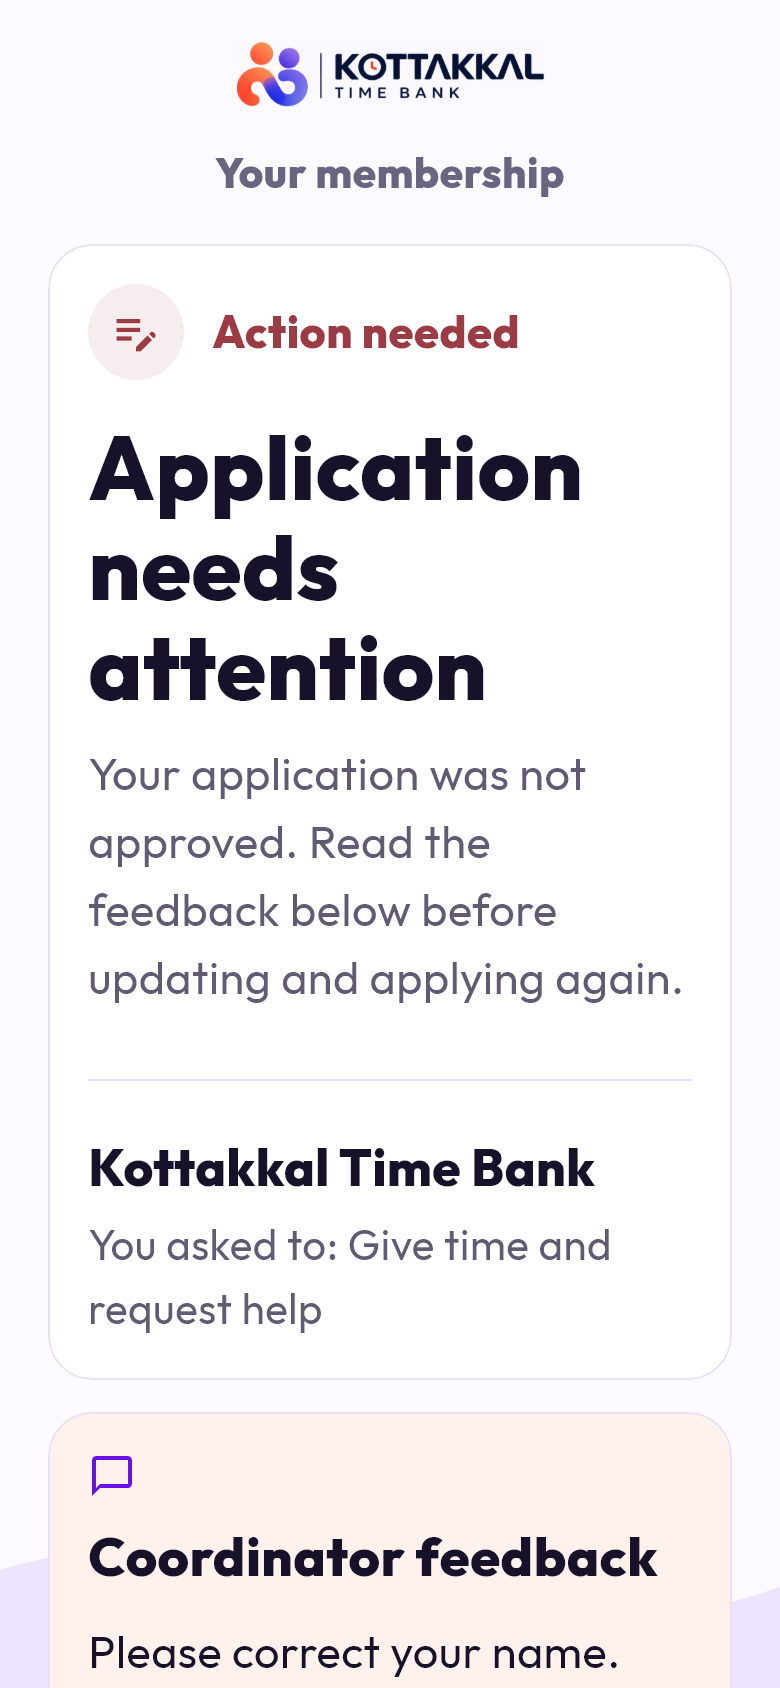 KOTTAKKAL
TIME BANK
Your membership
Action needed
Application
needs
attention
Your application was not
approved. Read the
feedback below before
updating and applying again.
Kottakkal Time Bank
You asked to: Give time and
request help
Coordinator feedback
Please correct your name.